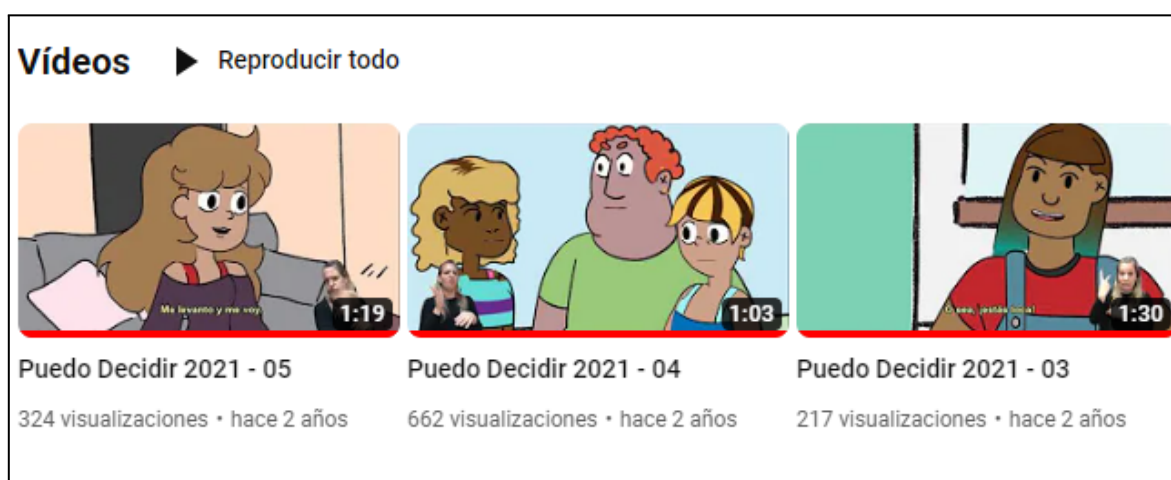 Vídeos
Reproducir todo
Me levanto y me voy.
1:19
1:03
O sea, ¡estás loca!
1:30
Puedo Decidir 2021 - 05
Puedo Decidir 2021 - 04
Puedo Decidir 2021 - 03
324 visualizaciones • hace 2 años
662 visualizaciones • hace 2 años
217 visualizaciones • hace 2 años